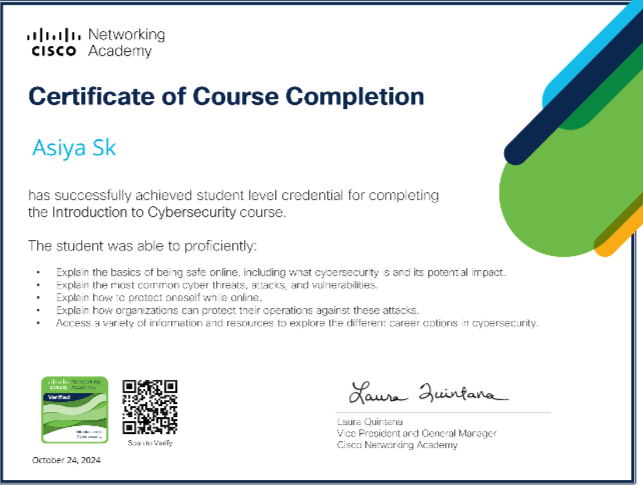 Networking
CISCO Academy
Certificate of Course Completion
Asiya Sk
has successfully achieved student level credential for completing
the Introduction to Cybersecurity course.
The student was able to proficiently:
• Explain the basics of being safe online, including what cybersecurity is and its potential impact.
• Explain the most common cyber threats, attacks, and vulnerabilities.
• Explain how to protect oneself while online.
• Explain how organizations can protect their operations against these attacks.
• Access a variety of information and resources to explore the different career options in cybersecurity.
Networking
CISCO Academy
Verified
Introduction to
Cybersecurity
Scan to Verify
October 24, 2024
Laura Quintana
Laura Quintana
Vice President and General Manager
Cisco Networking Academy